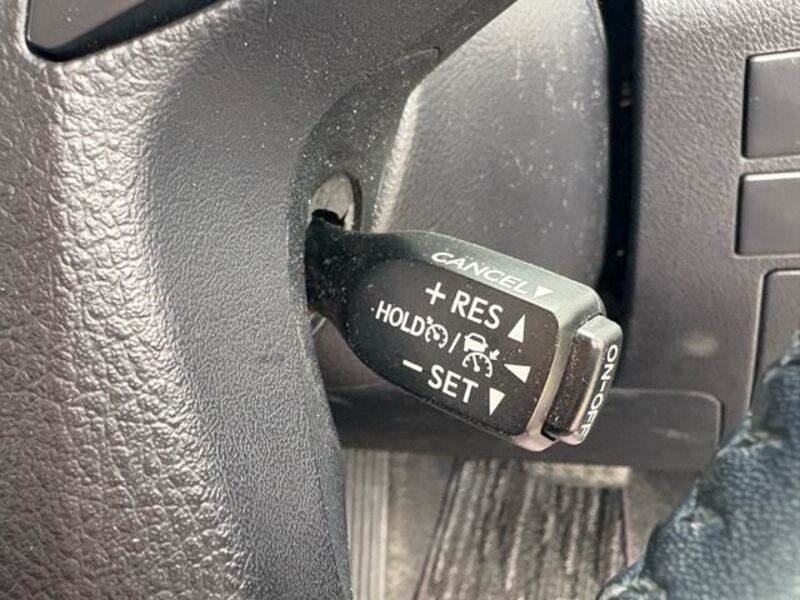 CANCEL
+ RES
HOLD /
- SET
ON-OFF